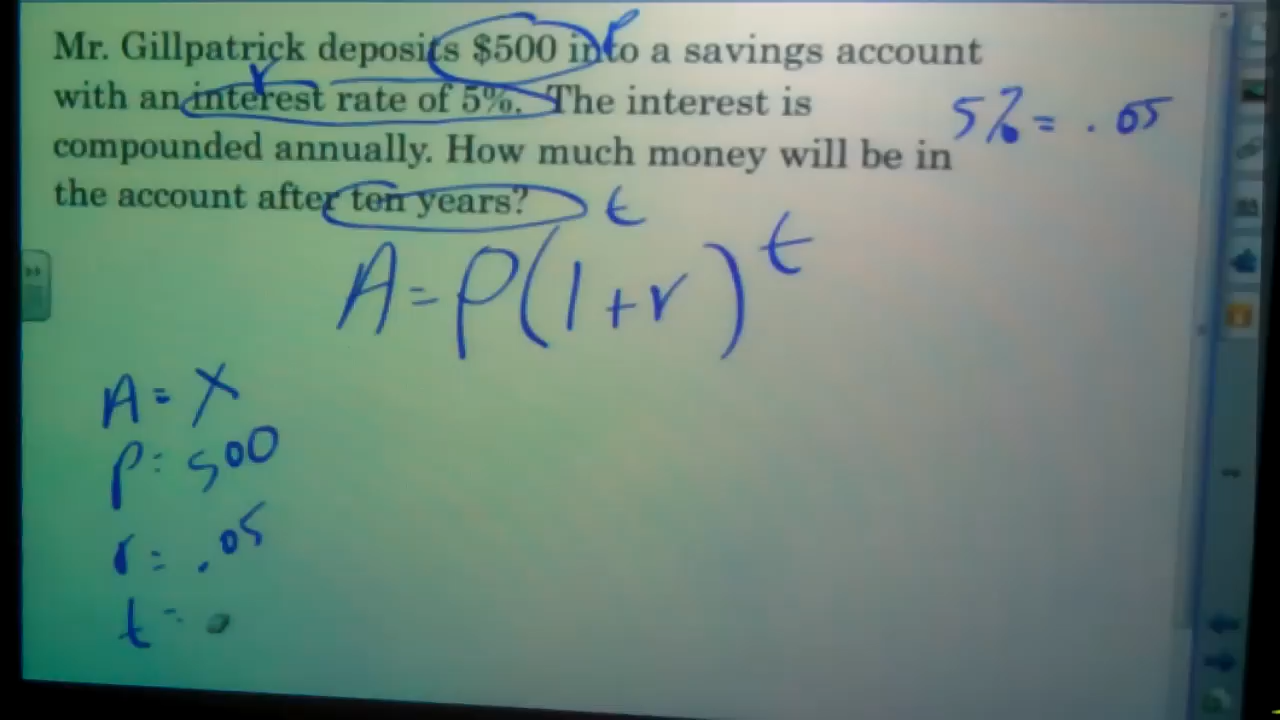 Mr. Gillpatrick deposits $500 into a savings account
P
r
with an interest rate of 5%. The interest is
5% = .05
compounded annually. How much money will be in
the account after ten years?
t
A=P(1+r)^t
A = X
P = 500
r = .05
t =